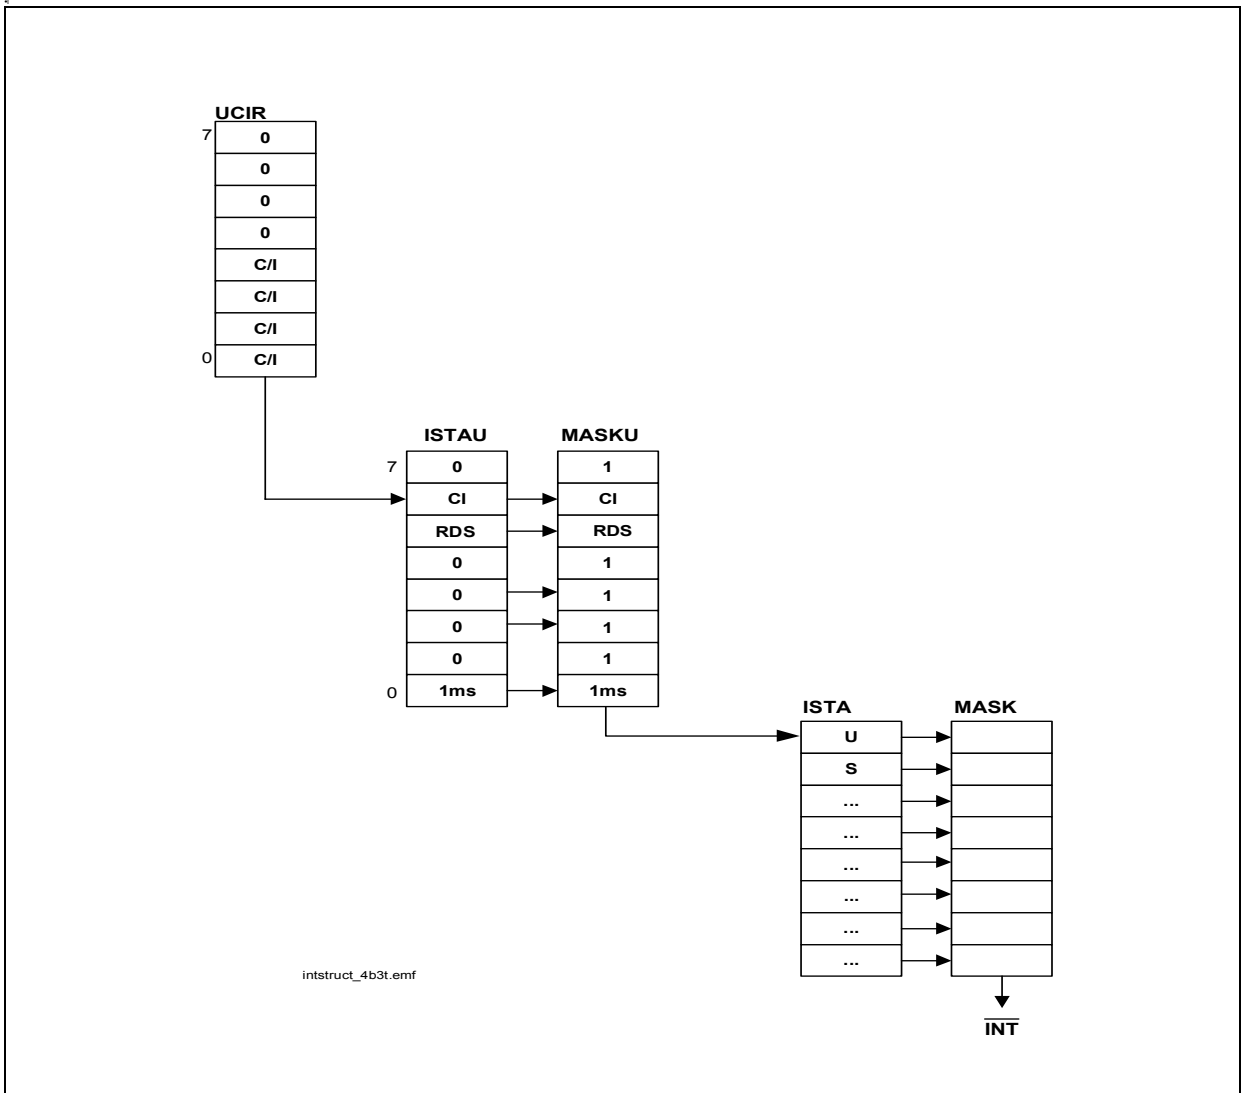 UCIR
7
0
0
0
0
C/I
C/I
C/I
0
C/I
ISTAU
MASKU
7
0
1
CI
CI
RDS
RDS
0
1
0
1
0
1
0
1
0
1ms
1ms
ISTA
MASK
U
S
...
...
...
...
...
...
intstruct_4b3t.emf
INT